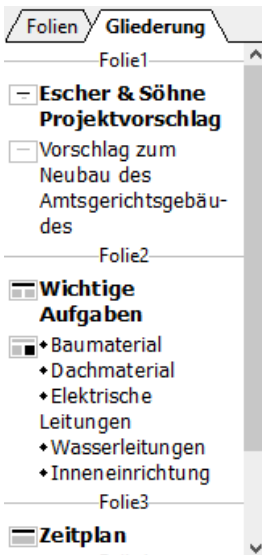 Folien Gliederung
Folie1
Escher & Söhne
Projektvorschlag
Vorschlag zum
Neubau des
Amtsgerichtsgebäu-
des
Folie2
Wichtige
Aufgaben
◆Baumaterial
◆Dachmaterial
◆Elektrische
Leitungen
◆Wasserleitungen
◆Inneneinrichtung
Folie3
Zeitplan